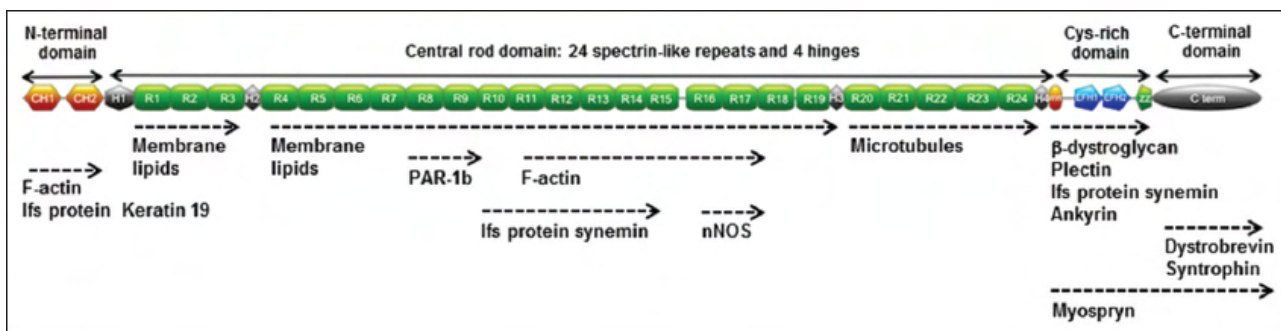 N-terminal
domain
Central rod domain: 24 spectrin-like repeats and 4 hinges
Cys-rich
domain
C-terminal
domain
CH1 CH2 H1 R1 R2 R3 H2 R4 R5 R6 R7 R8 R9 R10 R11 R12 R13 R14 R15 R16 R17 R18 R19 H3 R20 R21 R22 R23 R24 H4 EFH1 EFH2 ZZ C term
Membrane
lipids
Membrane
lipids
Microtubules
PAR-1b
F-actin
β-dystroglycan
Plectin
Ifs protein synemin
Ankyrin
F-actin
Ifs protein Keratin 19
Ifs protein synemin
nNOS
Dystrobrevin
Syntrophin
Myospryn